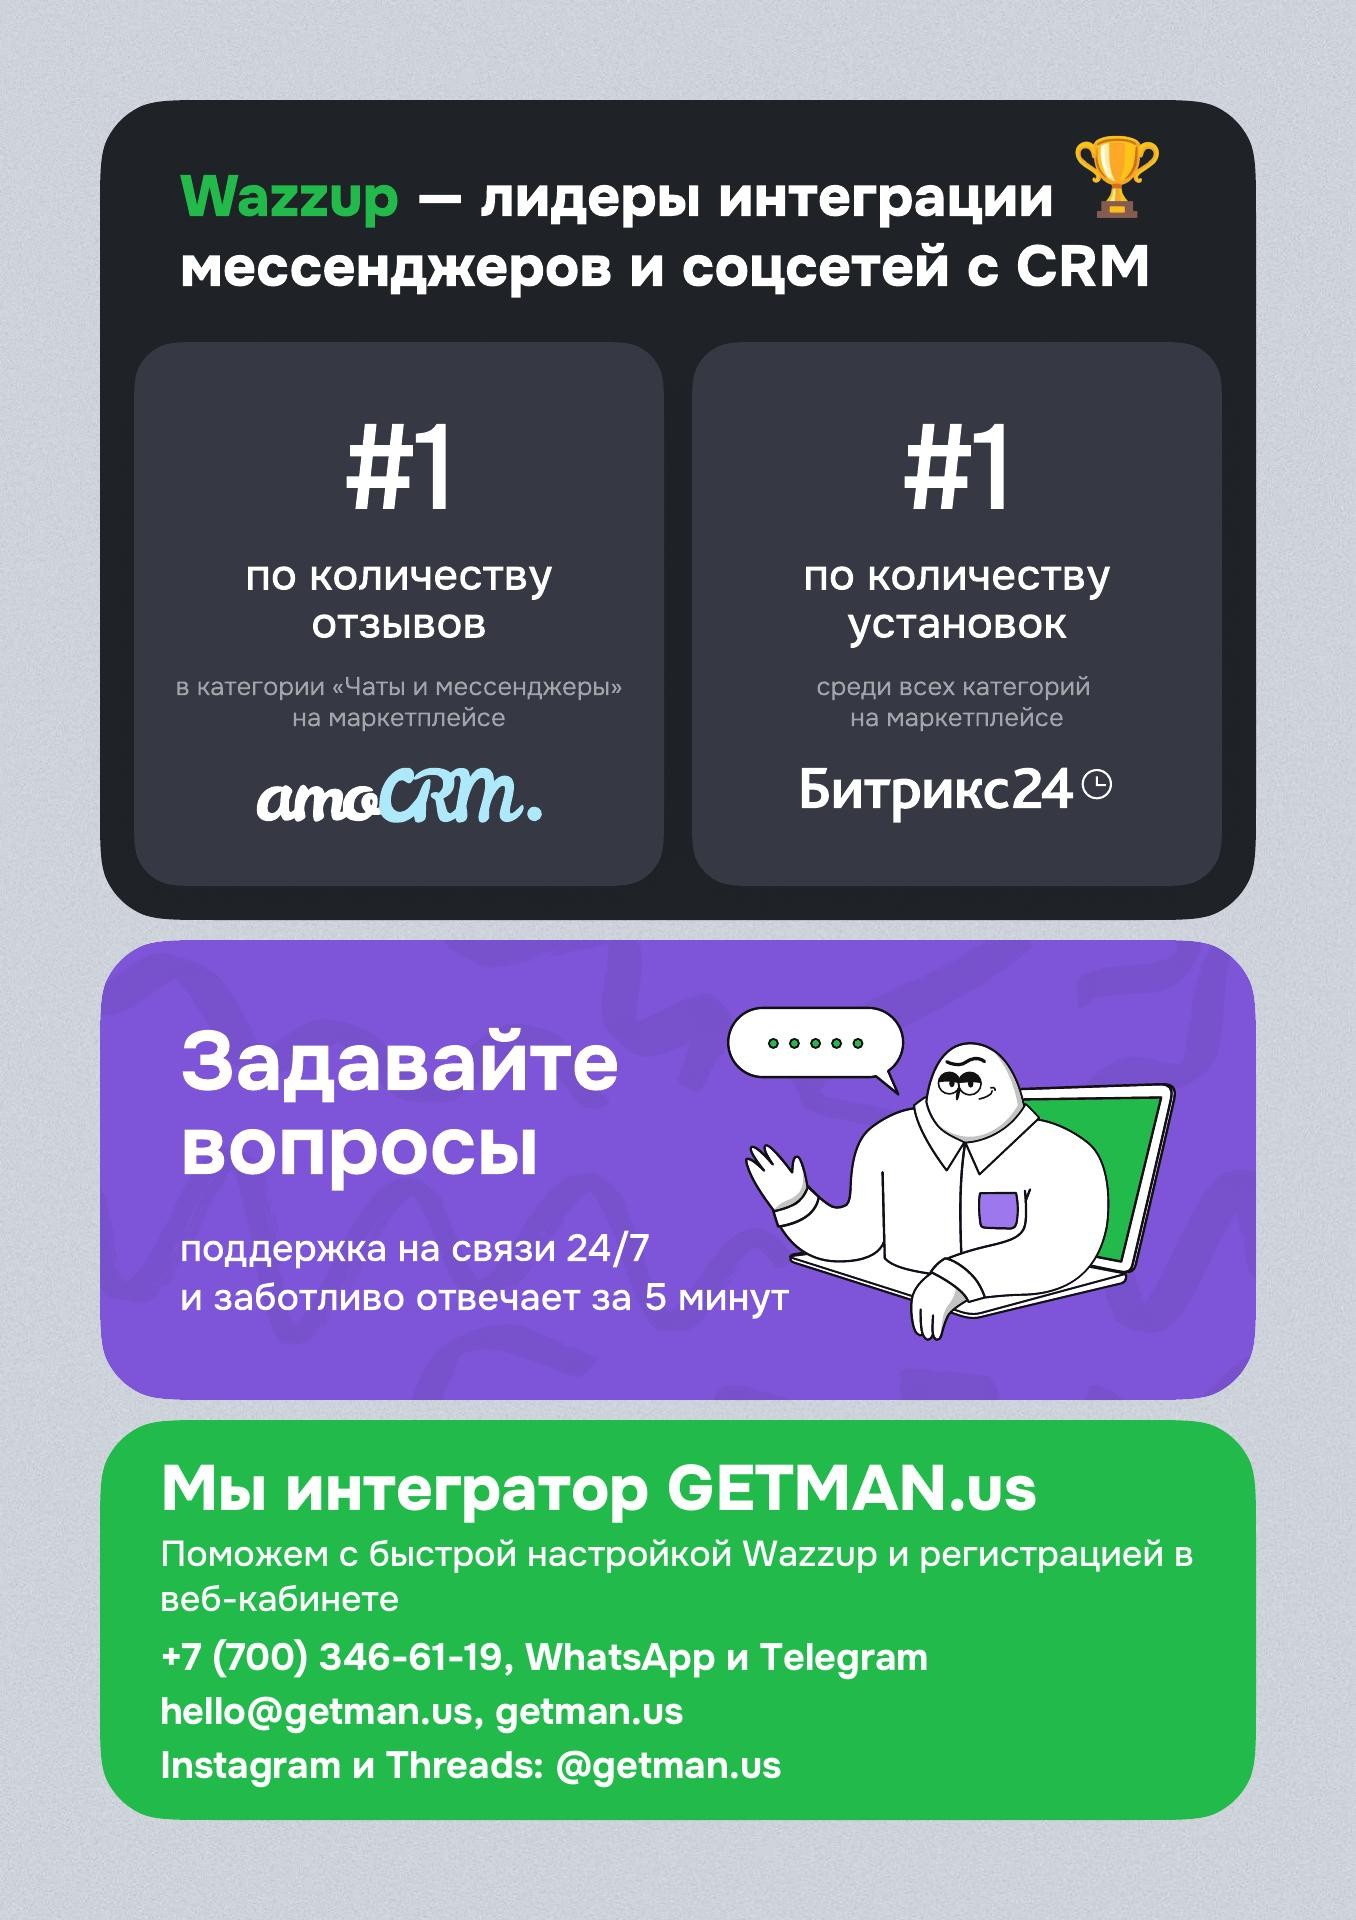 Wazzup — лидеры интеграции
мессенджеров и соцсетей с CRM
#1
по количеству
отзывов
в категории «Чаты и мессенджеры»
на маркетплейсе
amoCRM.
#1
по количеству
установок
среди всех категорий
на маркетплейсе
Битрикс24
Задавайте
вопросы
поддержка на связи 24/7
и заботливо отвечает за 5 минут
Мы интегратор GETMAN.us
Поможем с быстрой настройкой Wazzup и регистрацией в
веб-кабинете
+7 (700) 346-61-19, WhatsApp и Telegram
hello@getman.us, getman.us
Instagram и Threads: @getman.us